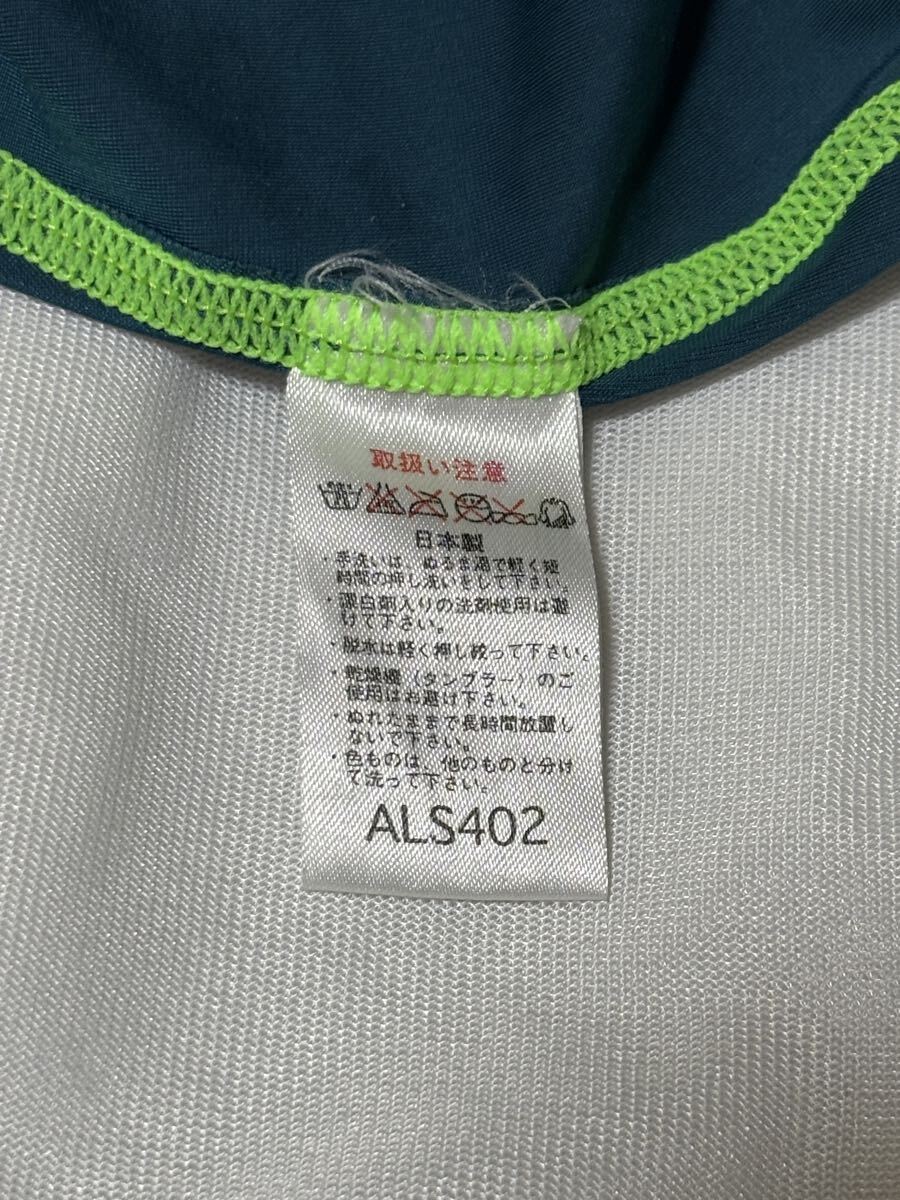 取扱い注意
日本製
・手洗いは、ぬるま湯で軽く短
時間の押し洗いをして下さい。
・漂白剤入りの洗剤使用は避
けて下さい。
・脱水は軽く押し絞って下さい。
・乾燥機（タンブラー）のご
使用はお避け下さい。
・ぬれたままで長時間放置し
ないで下さい。
・色ものは、他のものと分け
て洗って下さい。
ALS402